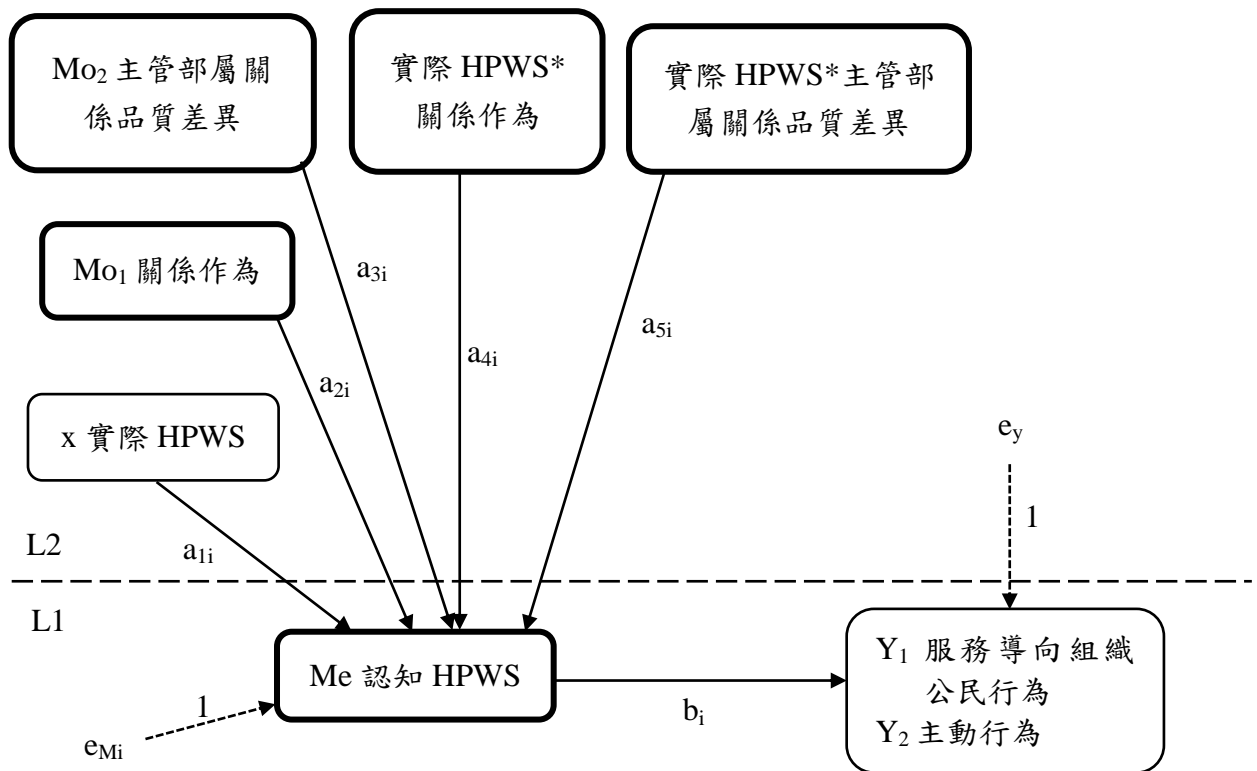 Mo₂ 主管部屬關
係品質差異
實際 HPWS*
關係作為
實際 HPWS*主管部
屬關係品質差異
Mo₁ 關係作為
a₃ᵢ
a₅ᵢ
a₄ᵢ
a₂ᵢ
x 實際 HPWS
e_y
1
L2
a₁ᵢ
L1
Me 認知 HPWS
Y₁ 服務導向組織
公民行為
Y₂ 主動行為
1
bᵢ
e_Mi